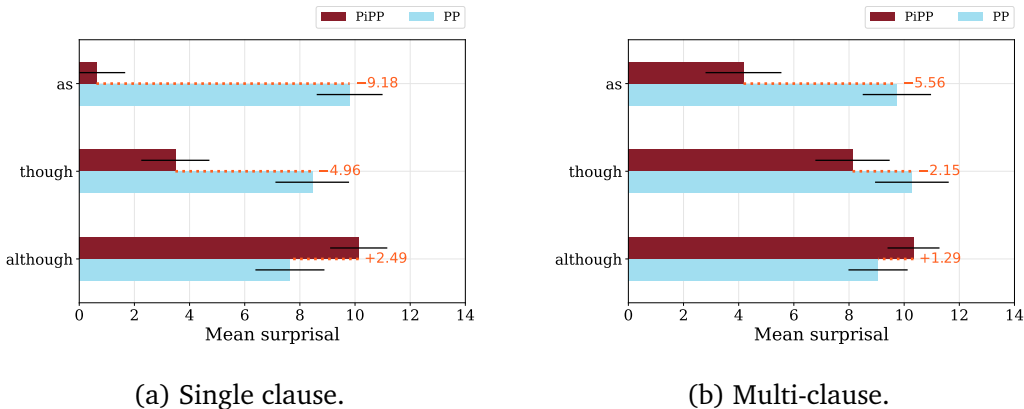 PiPP PP
as
though
although
−9.18
−4.96
+2.49
0 2 4 6 8 10 12 14
Mean surprisal
(a) Single clause.
PiPP PP
as
though
although
−5.56
−2.15
+1.29
0 2 4 6 8 10 12 14
Mean surprisal
(b) Multi-clause.